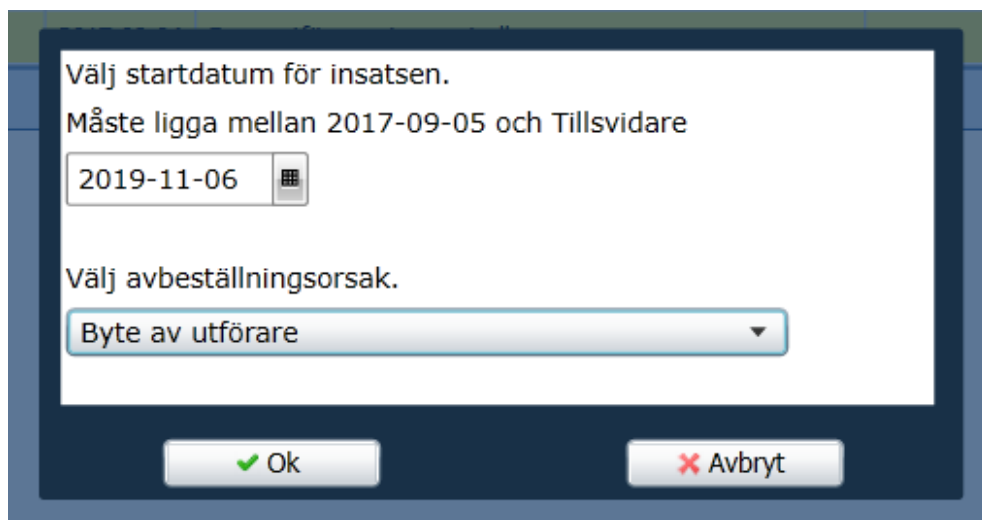 Välj startdatum för insatsen.
Måste ligga mellan 2017-09-05 och Tillsvidare
2019-11-06
Välj avbeställningsorsak.
Byte av utförare
Ok
Avbryt